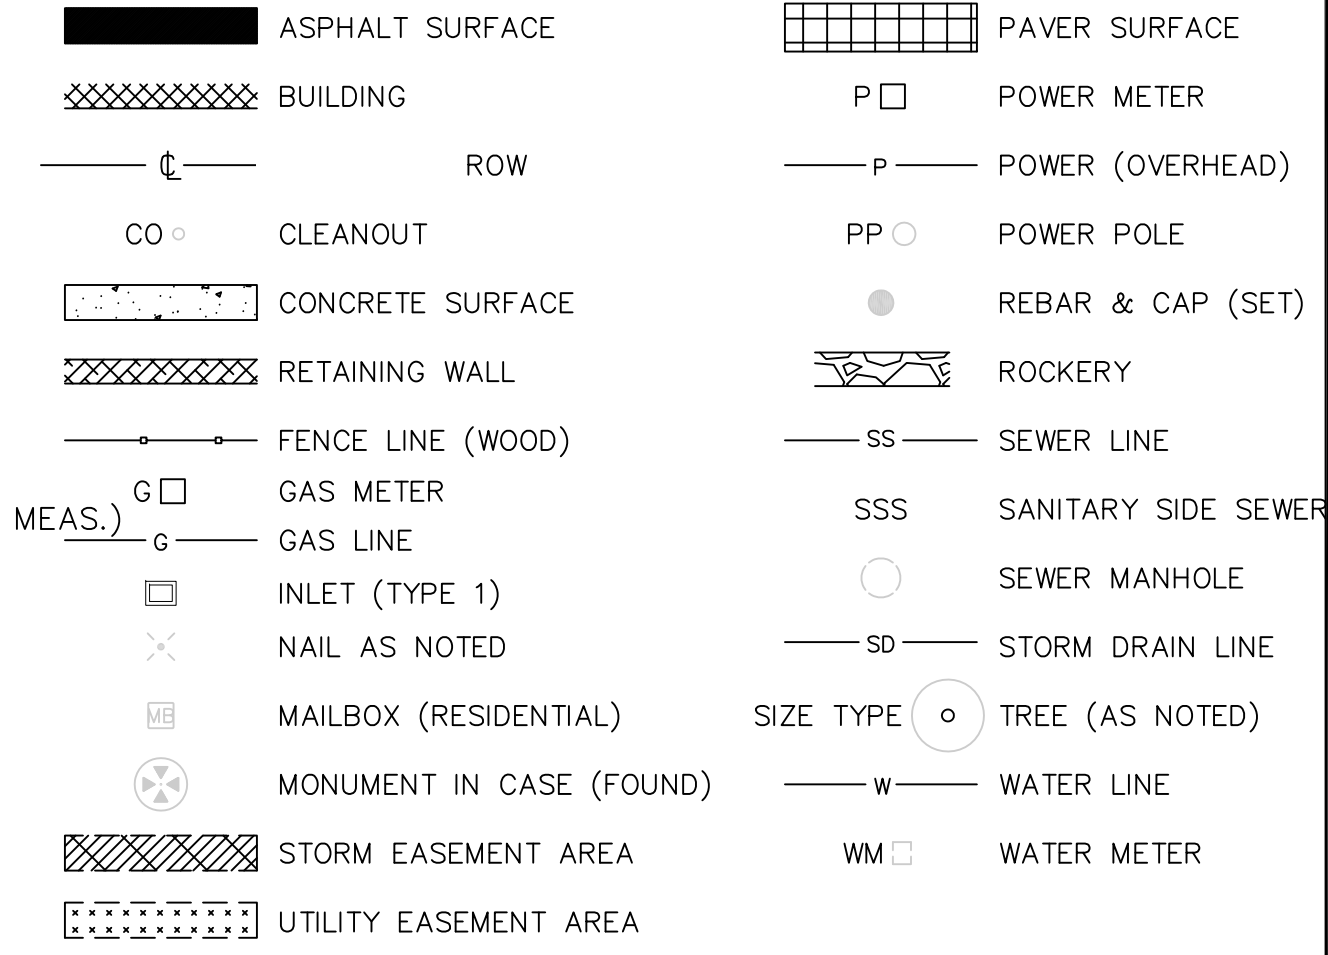 ASPHALT SURFACE
BUILDING
℄ ROW
CO CLEANOUT
CONCRETE SURFACE
RETAINING WALL
FENCE LINE (WOOD)
G GAS METER
MEAS.)
G GAS LINE
INLET (TYPE 1)
NAIL AS NOTED
MB MAILBOX (RESIDENTIAL)
MONUMENT IN CASE (FOUND)
STORM EASEMENT AREA
UTILITY EASEMENT AREA
PAVER SURFACE
P POWER METER
P POWER (OVERHEAD)
PP POWER POLE
REBAR & CAP (SET)
ROCKERY
SS SEWER LINE
SSS SANITARY SIDE SEWER
SEWER MANHOLE
SD STORM DRAIN LINE
SIZE TYPE TREE (AS NOTED)
W WATER LINE
WM WATER METER